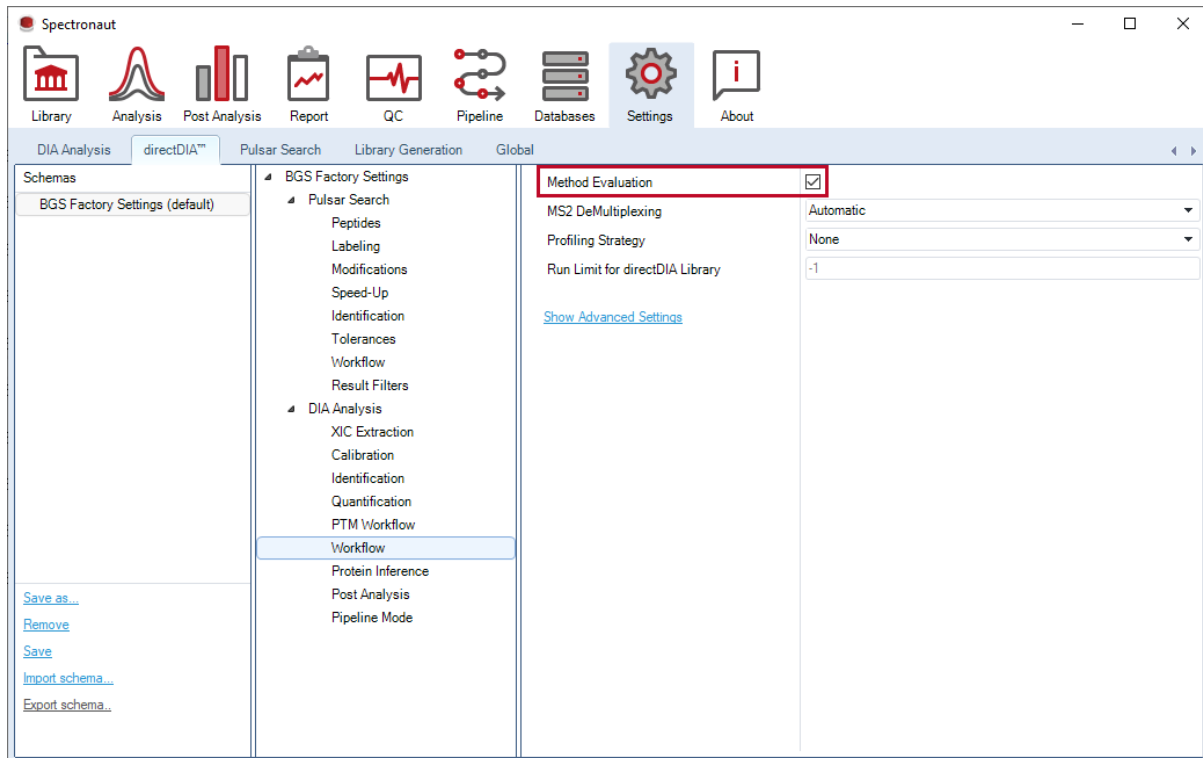 Spectronaut
Library Analysis Post Analysis Report QC Pipeline Databases Settings About
DIA Analysis directDIA™ Pulsar Search Library Generation Global
Schemas
BGS Factory Settings (default)
Save as...
Remove
Save
Import schema...
Export schema..
BGS Factory Settings
Pulsar Search
Peptides
Labeling
Modifications
Speed-Up
Identification
Tolerances
Workflow
Result Filters
DIA Analysis
XIC Extraction
Calibration
Identification
Quantification
PTM Workflow
Workflow
Protein Inference
Post Analysis
Pipeline Mode
Method Evaluation
MS2 DeMultiplexing Automatic
Profiling Strategy None
Run Limit for directDIA Library -1
Show Advanced Settings